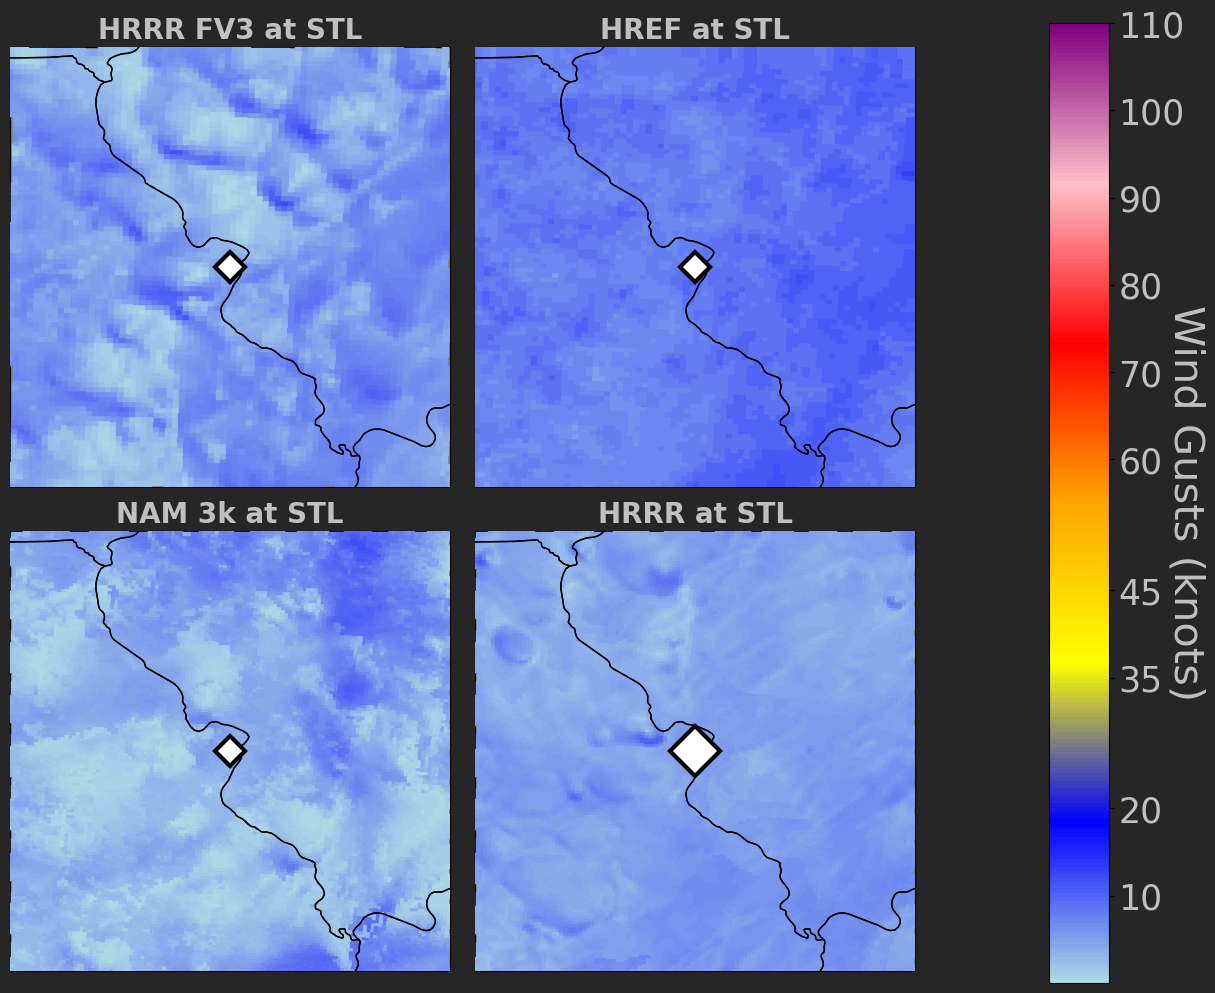 HRRR FV3 at STL
HREF at STL
NAM 3k at STL
HRRR at STL
110
100
90
80
70
60
45
35
20
10
Wind Gusts (knots)